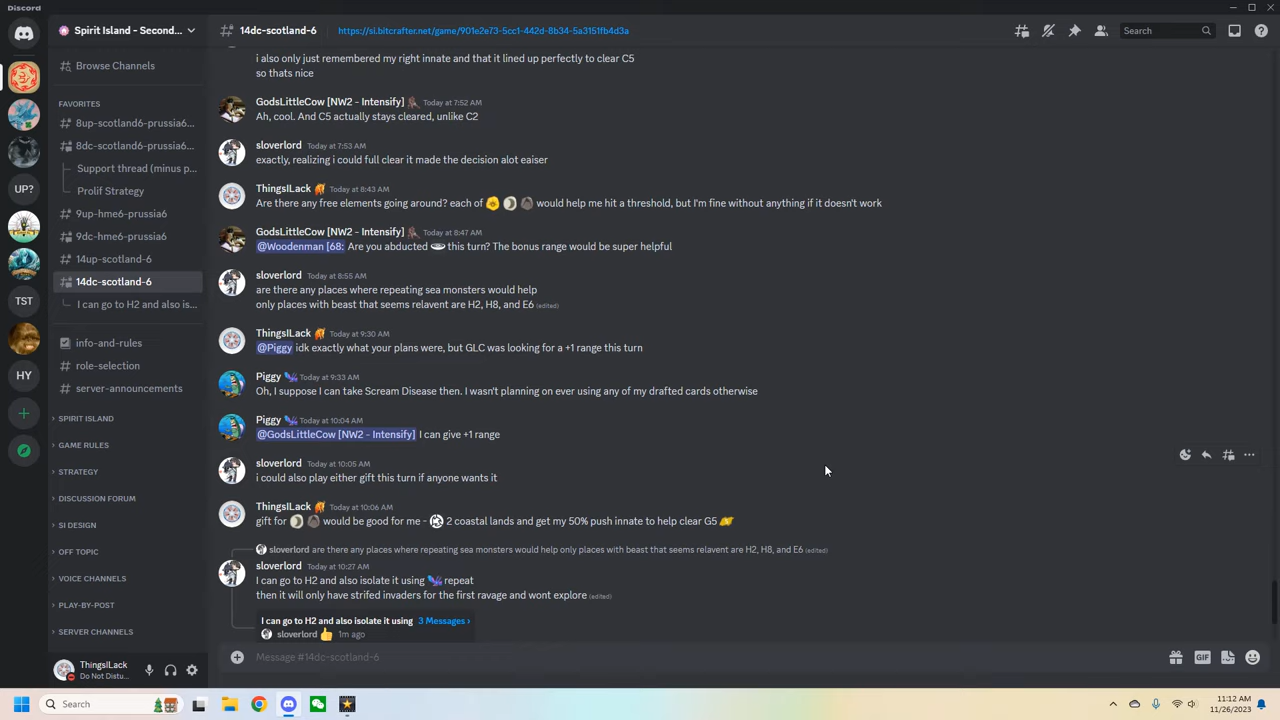 Discord
Spirit Island - Second...
14dc-scotland-6
https://si.bitcrafter.net/game/901e2e73-5cc1-442d-8b34-5a3151fb4d3a
Search
Browse Channels
FAVORITES
8up-scotland6-prussia6...
8dc-scotland6-prussia6...
Support thread (minus p...
Prolif Strategy
9up-hme6-prussia6
9dc-hme6-prussia6
14up-scotland-6
14dc-scotland-6
I can go to H2 and also is...
info-and-rules
role-selection
server-announcements
SPIRIT ISLAND
GAME RULES
STRATEGY
DISCUSSION FORUM
SI DESIGN
OFF TOPIC
VOICE CHANNELS
PLAY-BY-POST
SERVER CHANNELS
UP?
TST
HY
ThingsILack
Do Not Distu...
i also only just remembered my right innate and that it lined up perfectly to clear C5
so thats nice
GodsLittleCow [NW2 - Intensify] Today at 7:52 AM
Ah, cool. And C5 actually stays cleared, unlike C2
sloverlord Today at 7:53 AM
exactly, realizing i could full clear it made the decision alot eaiser
ThingsILack Today at 8:43 AM
Are there any free elements going around? each of would help me hit a threshold, but I'm fine without anything if it doesn't work
GodsLittleCow [NW2 - Intensify] Today at 8:47 AM
@Woodenman [68: Are you abducted this turn? The bonus range would be super helpful
sloverlord Today at 8:55 AM
are there any places where repeating sea monsters would help
only places with beast that seems relavent are H2, H8, and E6 (edited)
ThingsILack Today at 9:30 AM
@Piggy idk exactly what your plans were, but GLC was looking for a +1 range this turn
Piggy Today at 9:33 AM
Oh, I suppose I can take Scream Disease then. I wasn't planning on ever using any of my drafted cards otherwise
Piggy Today at 10:04 AM
@GodsLittleCow [NW2 - Intensify] I can give +1 range
sloverlord Today at 10:05 AM
i could also play either gift this turn if anyone wants it
ThingsILack Today at 10:06 AM
gift for would be good for me - 2 coastal lands and get my 50% push innate to help clear G5
sloverlord are there any places where repeating sea monsters would help only places with beast that seems relavent are H2, H8, and E6 (edited)
sloverlord Today at 10:27 AM
I can go to H2 and also isolate it using repeat
then it will only have strifed invaders for the first ravage and wont explore (edited)
I can go to H2 and also isolate it using 3 Messages ›
sloverlord 1m ago
Message #14dc-scotland-6
GIF
Search
11:12 AM
11/26/2023